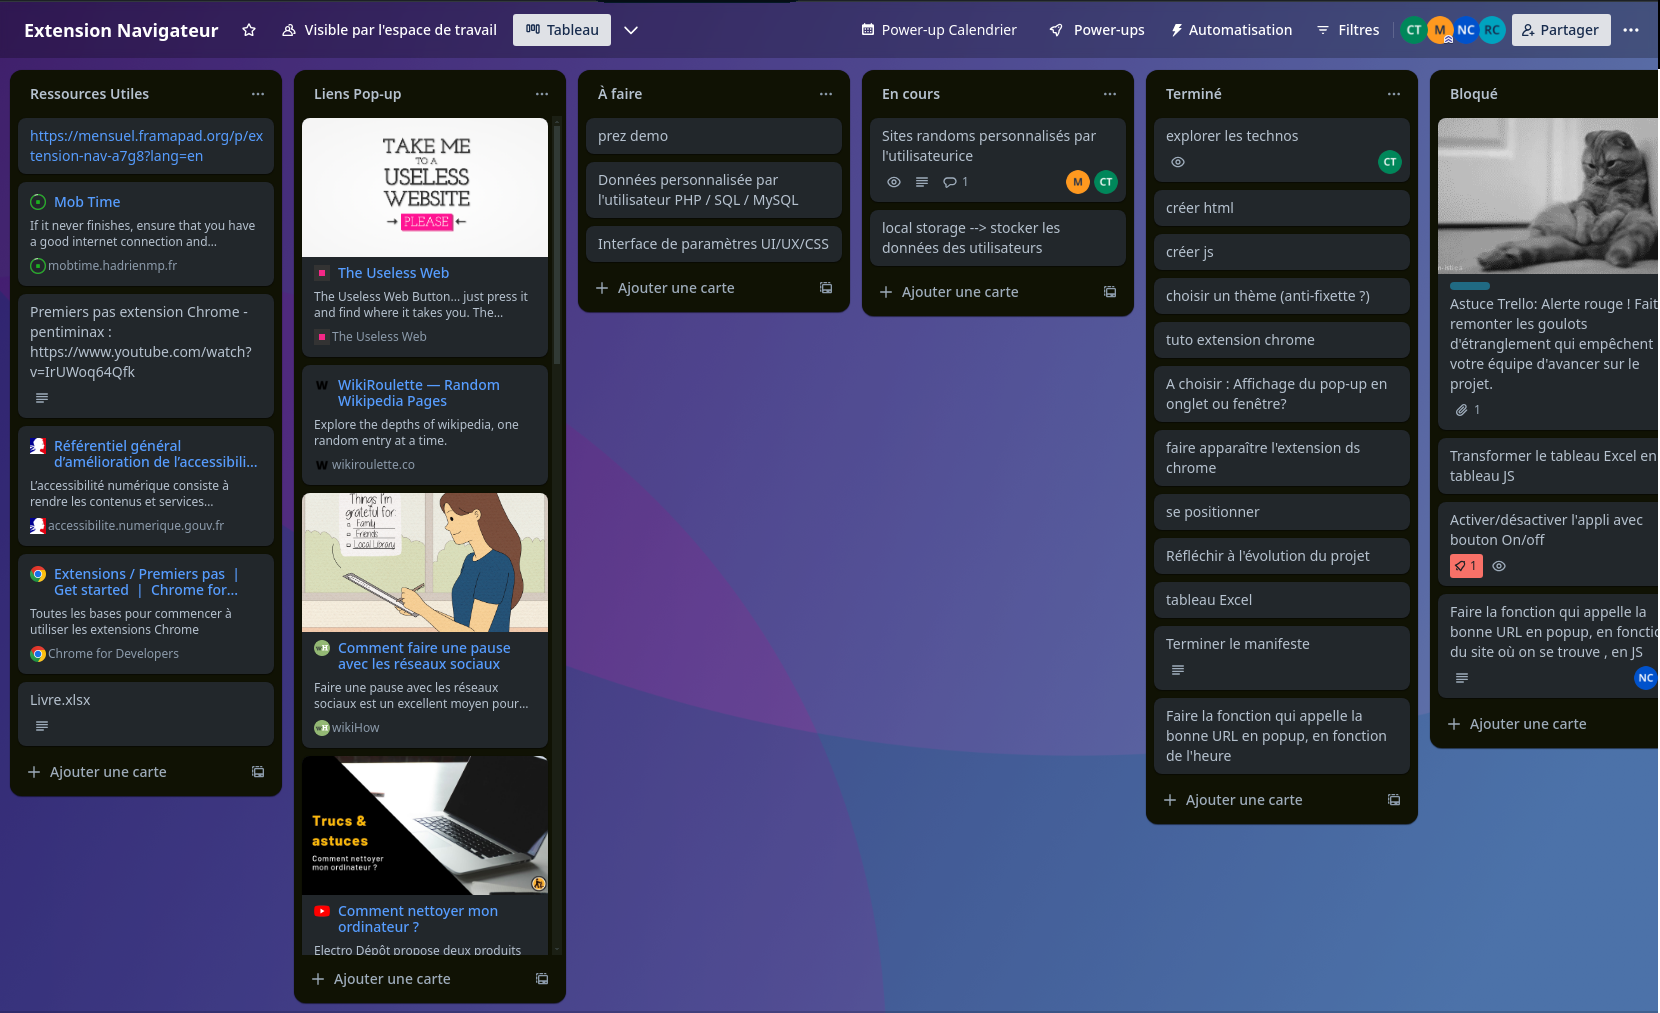 Extension Navigateur
Visible par l'espace de travail
Tableau
Power-up Calendrier
Power-ups
Automatisation
Filtres
CT
M
NC
RC
Partager
Ressources Utiles
https://mensuel.framapad.org/p/ex
tension-nav-a7g8?lang=en
Mob Time
If it never finishes, ensure that you have
a good internet connection and...
mobtime.hadrienmp.fr
Premiers pas extension Chrome -
pentiminax :
https://www.youtube.com/watch?
v=IrUWoq64Qfk
Référentiel général
d’amélioration de l’accessibili...
L’accessibilité numérique consiste à
rendre les contenus et services...
accessibilite.numerique.gouv.fr
Extensions / Premiers pas |
Get started | Chrome for...
Toutes les bases pour commencer à
utiliser les extensions Chrome
Chrome for Developers
Livre.xlsx
Ajouter une carte
Liens Pop-up
TAKE ME
TO A
USELESS
WEBSITE
PLEASE
The Useless Web
The Useless Web Button... just press it
and find where it takes you. The...
The Useless Web
W
WikiRoulette — Random
Wikipedia Pages
Explore the depths of wikipedia, one
random entry at a time.
W
wikiroulette.co
Things I'm
grateful for:
Family
Friends
Local Library
wH
Comment faire une pause
avec les réseaux sociaux
Faire une pause avec les réseaux
sociaux est un excellent moyen pour...
wH
wikiHow
Trucs &
astuces
Comment nettoyer
mon ordinateur ?
Comment nettoyer mon
ordinateur ?
Electro Dépôt propose deux produits
Ajouter une carte
À faire
prez demo
Données personnalisée par
l'utilisateur PHP / SQL / MySQL
Interface de paramètres UI/UX/CSS
Ajouter une carte
En cours
Sites randoms personnalisés par
l'utilisateurice
1
M
CT
local storage --> stocker les
données des utilisateurs
Ajouter une carte
Terminé
explorer les technos
CT
créer html
créer js
choisir un thème (anti-fixette ?)
tuto extension chrome
A choisir : Affichage du pop-up en
onglet ou fenêtre?
faire apparaître l'extension ds
chrome
se positionner
Réfléchir à l'évolution du projet
tableau Excel
Terminer le manifeste
Faire la fonction qui appelle la
bonne URL en popup, en fonction
de l'heure
Ajouter une carte
Bloqué
Astuce Trello: Alerte rouge ! Fait
remonter les goulots
d'étranglement qui empêchent
votre équipe d'avancer sur le
projet.
1
Transformer le tableau Excel en
tableau JS
Activer/désactiver l'appli avec
bouton On/off
1
Faire la fonction qui appelle la
bonne URL en popup, en fonctio
du site où on se trouve , en JS
NC
Ajouter une carte